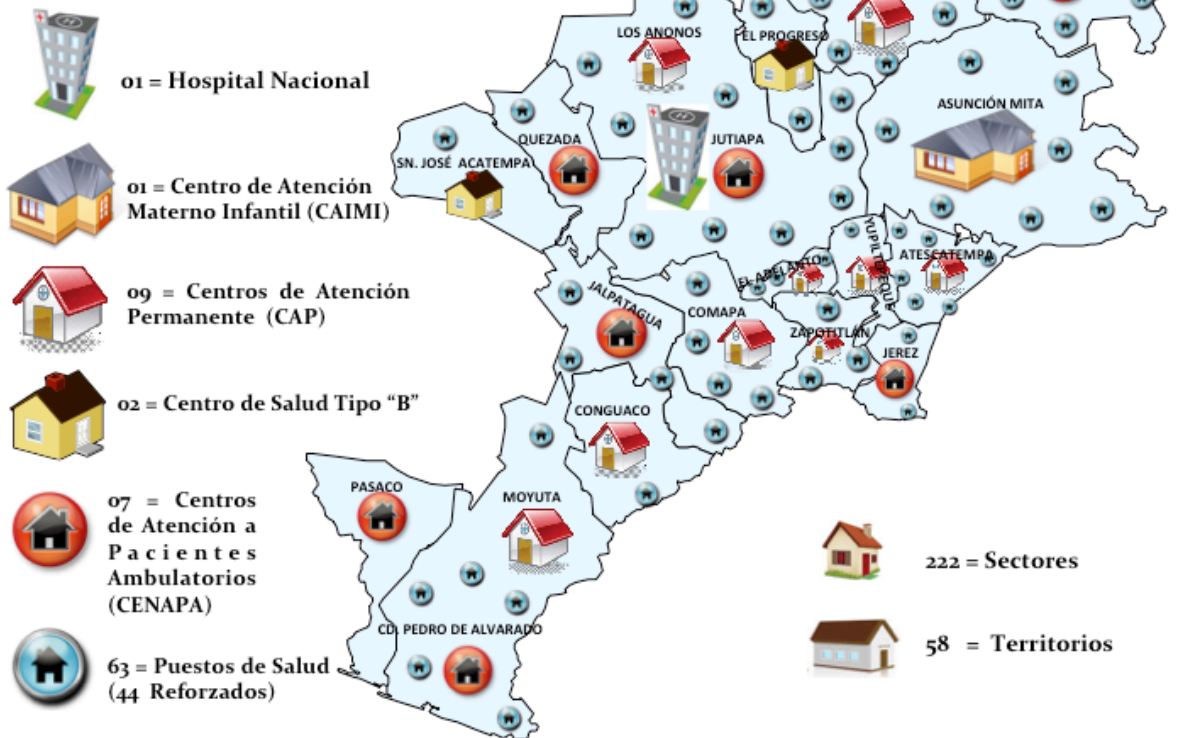 01 = Hospital Nacional
01 = Centro de Atención
Materno Infantil (CAIMI)
09 = Centros de Atención
Permanente (CAP)
02 = Centro de Salud Tipo “B”
07 = Centros
de Atención a
Pacientes
Ambulatorios
(CENAPA)
63 = Puestos de Salud
(44 Reforzados)
LOS ANONOS
EL PROGRESO
ASUNCIÓN MITA
QUEZADA
JUTIAPA
SN. JOSÉ ACATEMPA
YUPILTEPEQUE
ATESCATEMPA
EL ADELANTO
JALPATAGUA
COMAPA
ZAPOTITLÁN
JEREZ
CONGUACO
PASACO
MOYUTA
CD. PEDRO DE ALVARADO
222 = Sectores
58 = Territorios